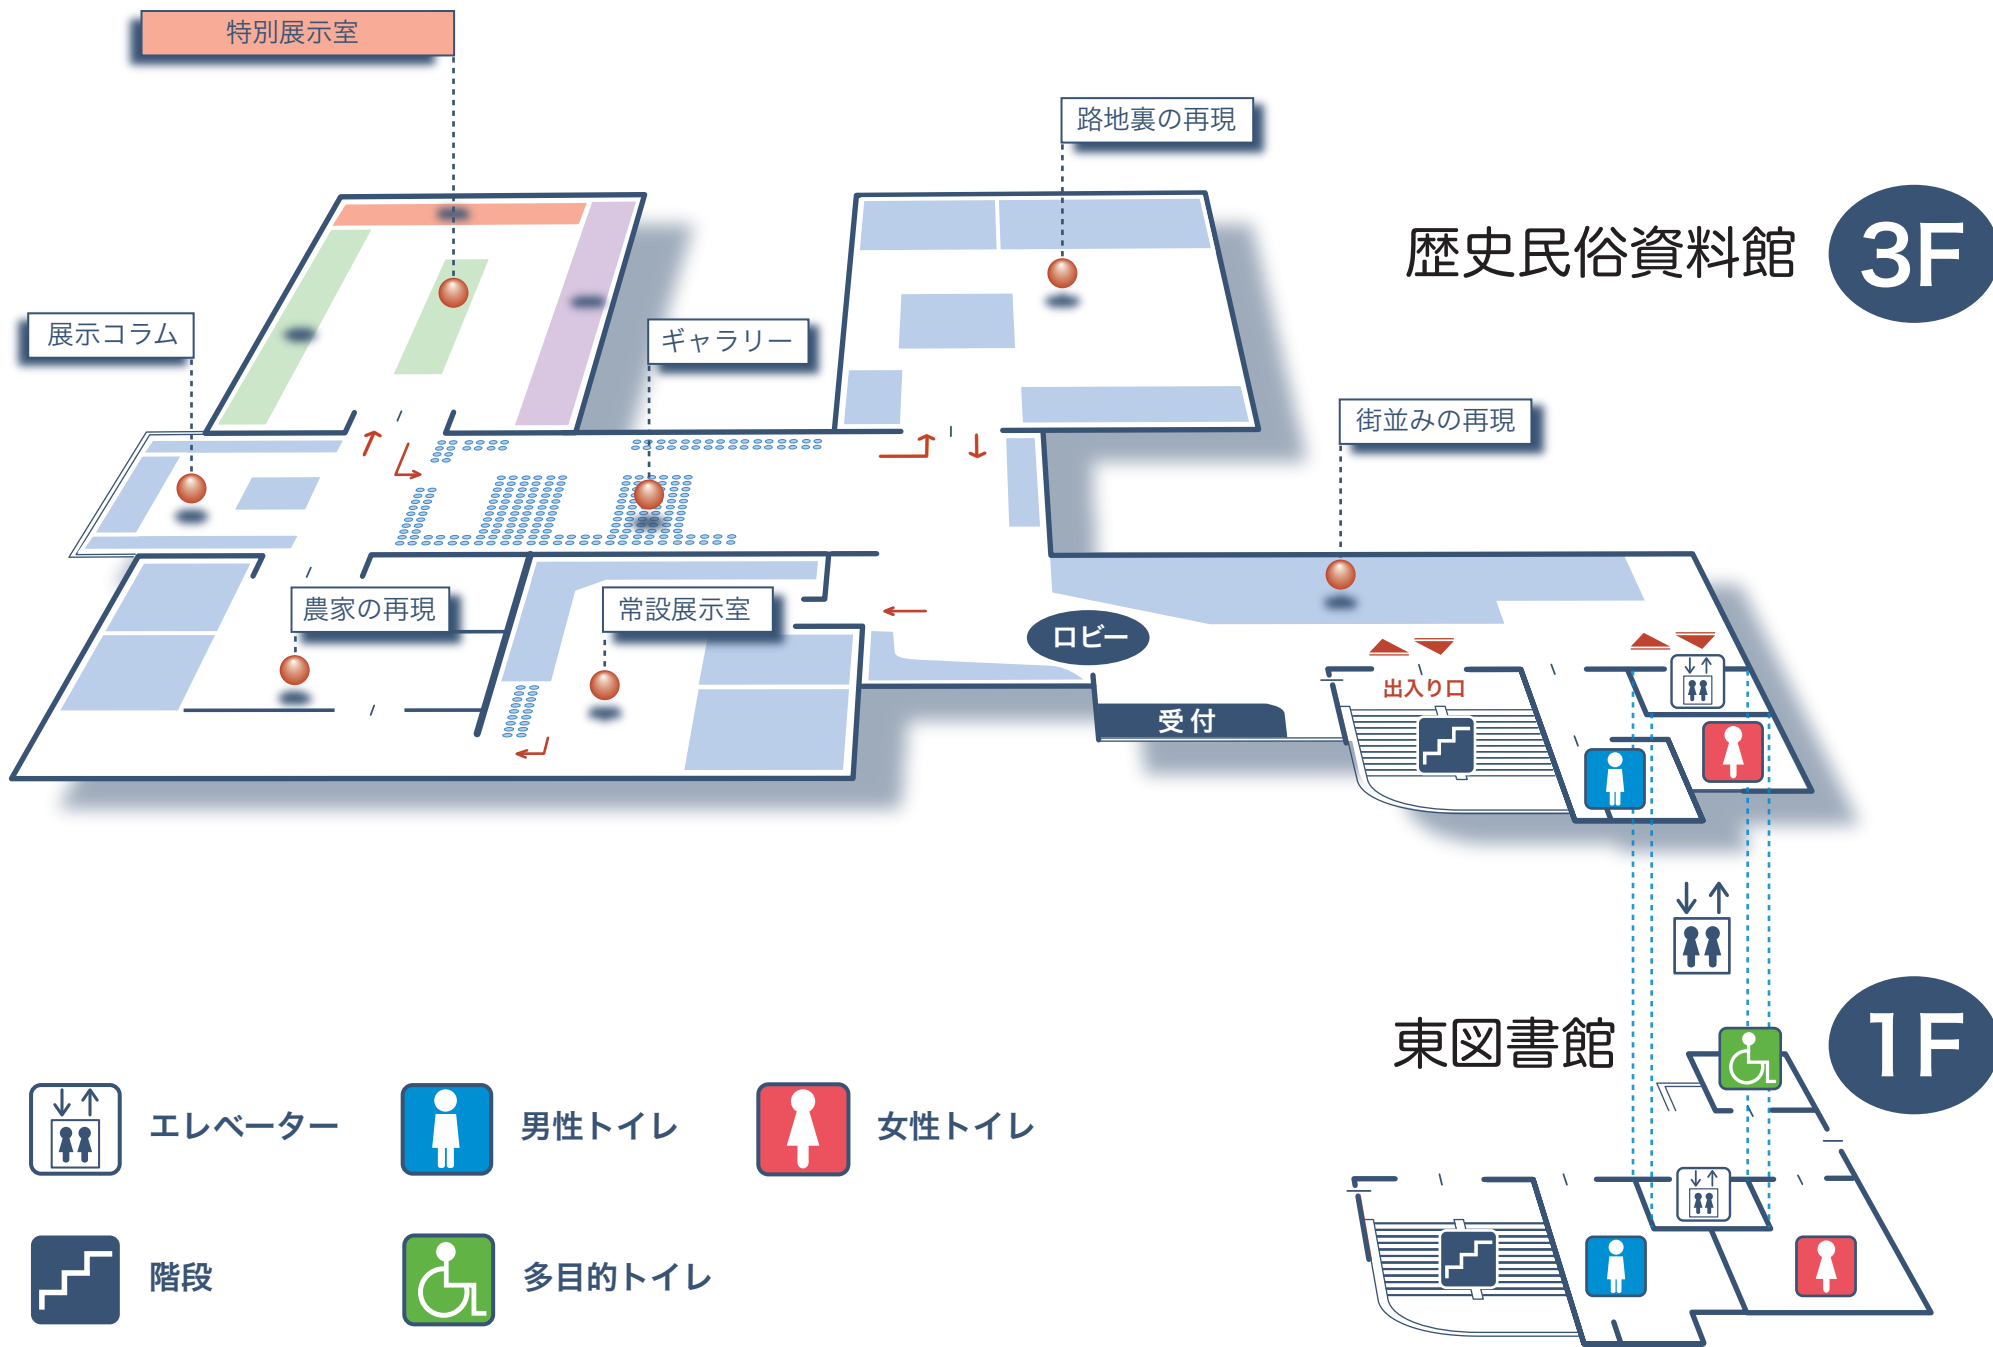 特別展示室
路地裏の再現
歴史民俗資料館
3F
展示コラム
ギャラリー
街並みの再現
農家の再現
常設展示室
ロビー
出入り口
受付
東図書館
1F
エレベーター
男性トイレ
女性トイレ
階段
多目的トイレ